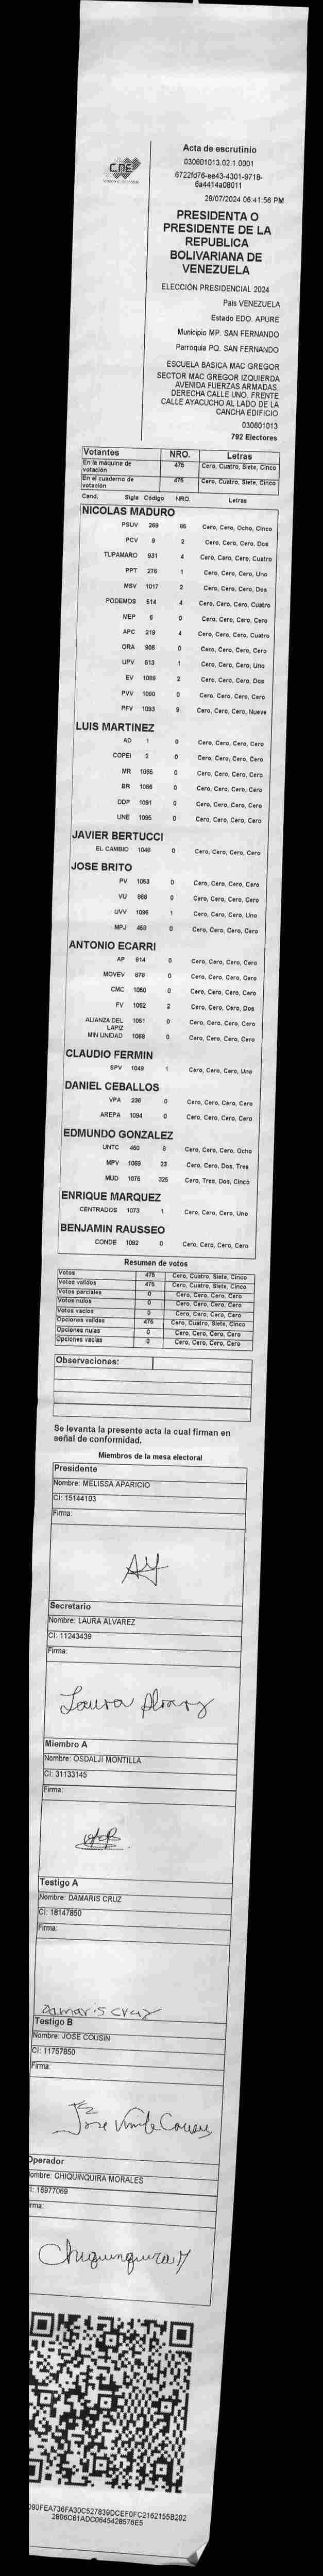 CNE
Acta de escrutinio
030601013.02.1.0001
6722fd76-ee43-4301-9718-
6a4414a08011
28/07/2024 06:41:56 PM
PRESIDENTA O
PRESIDENTE DE LA
REPUBLICA
BOLIVARIANA DE
VENEZUELA
ELECCIÓN PRESIDENCIAL 2024
Pais VENEZUELA
Estado EDO. APURE
Municipio MP. SAN FERNANDO
Parroquia PQ. SAN FERNANDO
ESCUELA BASICA MAC GREGOR
SECTOR MAC GREGOR IZQUIERDA
AVENIDA FUERZAS ARMADAS.
DERECHA CALLE UNO. FRENTE
CALLE AYACUCHO AL LADO DE LA
CANCHA EDIFICIO
030601013
792 Electores
Votantes NRO. Letras
En la máquina de votación 475 Cero, Cuatro, Siete, Cinco
En el cuaderno de votación 475 Cero, Cuatro, Siete, Cinco
Cand. Sigla Código NRO. Letras
NICOLAS MADURO
PSUV 269 85 Cero, Cero, Ocho, Cinco
PCV 9 2 Cero, Cero, Cero, Dos
TUPAMARO 931 4 Cero, Cero, Cero, Cuatro
PPT 276 1 Cero, Cero, Cero, Uno
MSV 1017 2 Cero, Cero, Cero, Dos
PODEMOS 514 4 Cero, Cero, Cero, Cuatro
MEP 6 0 Cero, Cero, Cero, Cero
APC 219 4 Cero, Cero, Cero, Cuatro
ORA 906 0 Cero, Cero, Cero, Cero
UPV 513 1 Cero, Cero, Cero, Uno
EV 1089 2 Cero, Cero, Cero, Dos
PVV 1090 0 Cero, Cero, Cero, Cero
PFV 1093 9 Cero, Cero, Cero, Nueve
LUIS MARTINEZ
AD 1 0 Cero, Cero, Cero, Cero
COPEI 2 0 Cero, Cero, Cero, Cero
MR 1055 0 Cero, Cero, Cero, Cero
BR 1066 0 Cero, Cero, Cero, Cero
DDP 1091 0 Cero, Cero, Cero, Cero
UNE 1095 0 Cero, Cero, Cero, Cero
JAVIER BERTUCCI
EL CAMBIO 1048 0 Cero, Cero, Cero, Cero
JOSE BRITO
PV 1053 0 Cero, Cero, Cero, Cero
VU 968 0 Cero, Cero, Cero, Cero
UVV 1096 1 Cero, Cero, Cero, Uno
MPJ 458 0 Cero, Cero, Cero, Cero
ANTONIO ECARRI
AP 814 0 Cero, Cero, Cero, Cero
MOVEV 678 0 Cero, Cero, Cero, Cero
CMC 1050 0 Cero, Cero, Cero, Cero
FV 1062 2 Cero, Cero, Cero, Dos
ALIANZA DEL LAPIZ 1051 0 Cero, Cero, Cero, Cero
MIN UNIDAD 1068 0 Cero, Cero, Cero, Cero
CLAUDIO FERMIN
SPV 1049 1 Cero, Cero, Cero, Uno
DANIEL CEBALLOS
VPA 236 0 Cero, Cero, Cero, Cero
AREPA 1094 0 Cero, Cero, Cero, Cero
EDMUNDO GONZALEZ
UNTC 460 8 Cero, Cero, Cero, Ocho
MPV 1069 23 Cero, Cero, Dos, Tres
MUD 1075 325 Cero, Tres, Dos, Cinco
ENRIQUE MARQUEZ
CENTRADOS 1073 1 Cero, Cero, Cero, Uno
BENJAMIN RAUSSEO
CONDE 1092 0 Cero, Cero, Cero, Cero
Resumen de votos
Votos 475 Cero, Cuatro, Siete, Cinco
Votos validos 475 Cero, Cuatro, Siete, Cinco
Votos parciales 0 Cero, Cero, Cero, Cero
Votos nulos 0 Cero, Cero, Cero, Cero
Votos vacios 0 Cero, Cero, Cero, Cero
Opciones validas 475 Cero, Cuatro, Siete, Cinco
Opciones nulas 0 Cero, Cero, Cero, Cero
Opciones vacias 0 Cero, Cero, Cero, Cero
Observaciones:
Se levanta la presente acta la cual firman en
señal de conformidad.
Miembros de la mesa electoral
Presidente
Nombre: MELISSA APARICIO
CI: 15144103
Firma:
Secretario
Nombre: LAURA ALVAREZ
CI: 11243439
Firma:
Laura Alvarez
Miembro A
Nombre: OSDALJI MONTILLA
CI: 31133145
Firma:
Testigo A
Nombre: DAMARIS CRUZ
CI: 18147850
Firma:
Damaris Cruz
Testigo B
Nombre: JOSE COUSIN
CI: 11757850
Firma:
Operador
Nombre: CHIQUINQUIRA MORALES
CI: 16977069
Firma:
Chiquinquira M
090FEA736FA30C527839DCEF0FC2162155B202
2806C61ADC0645428576E5